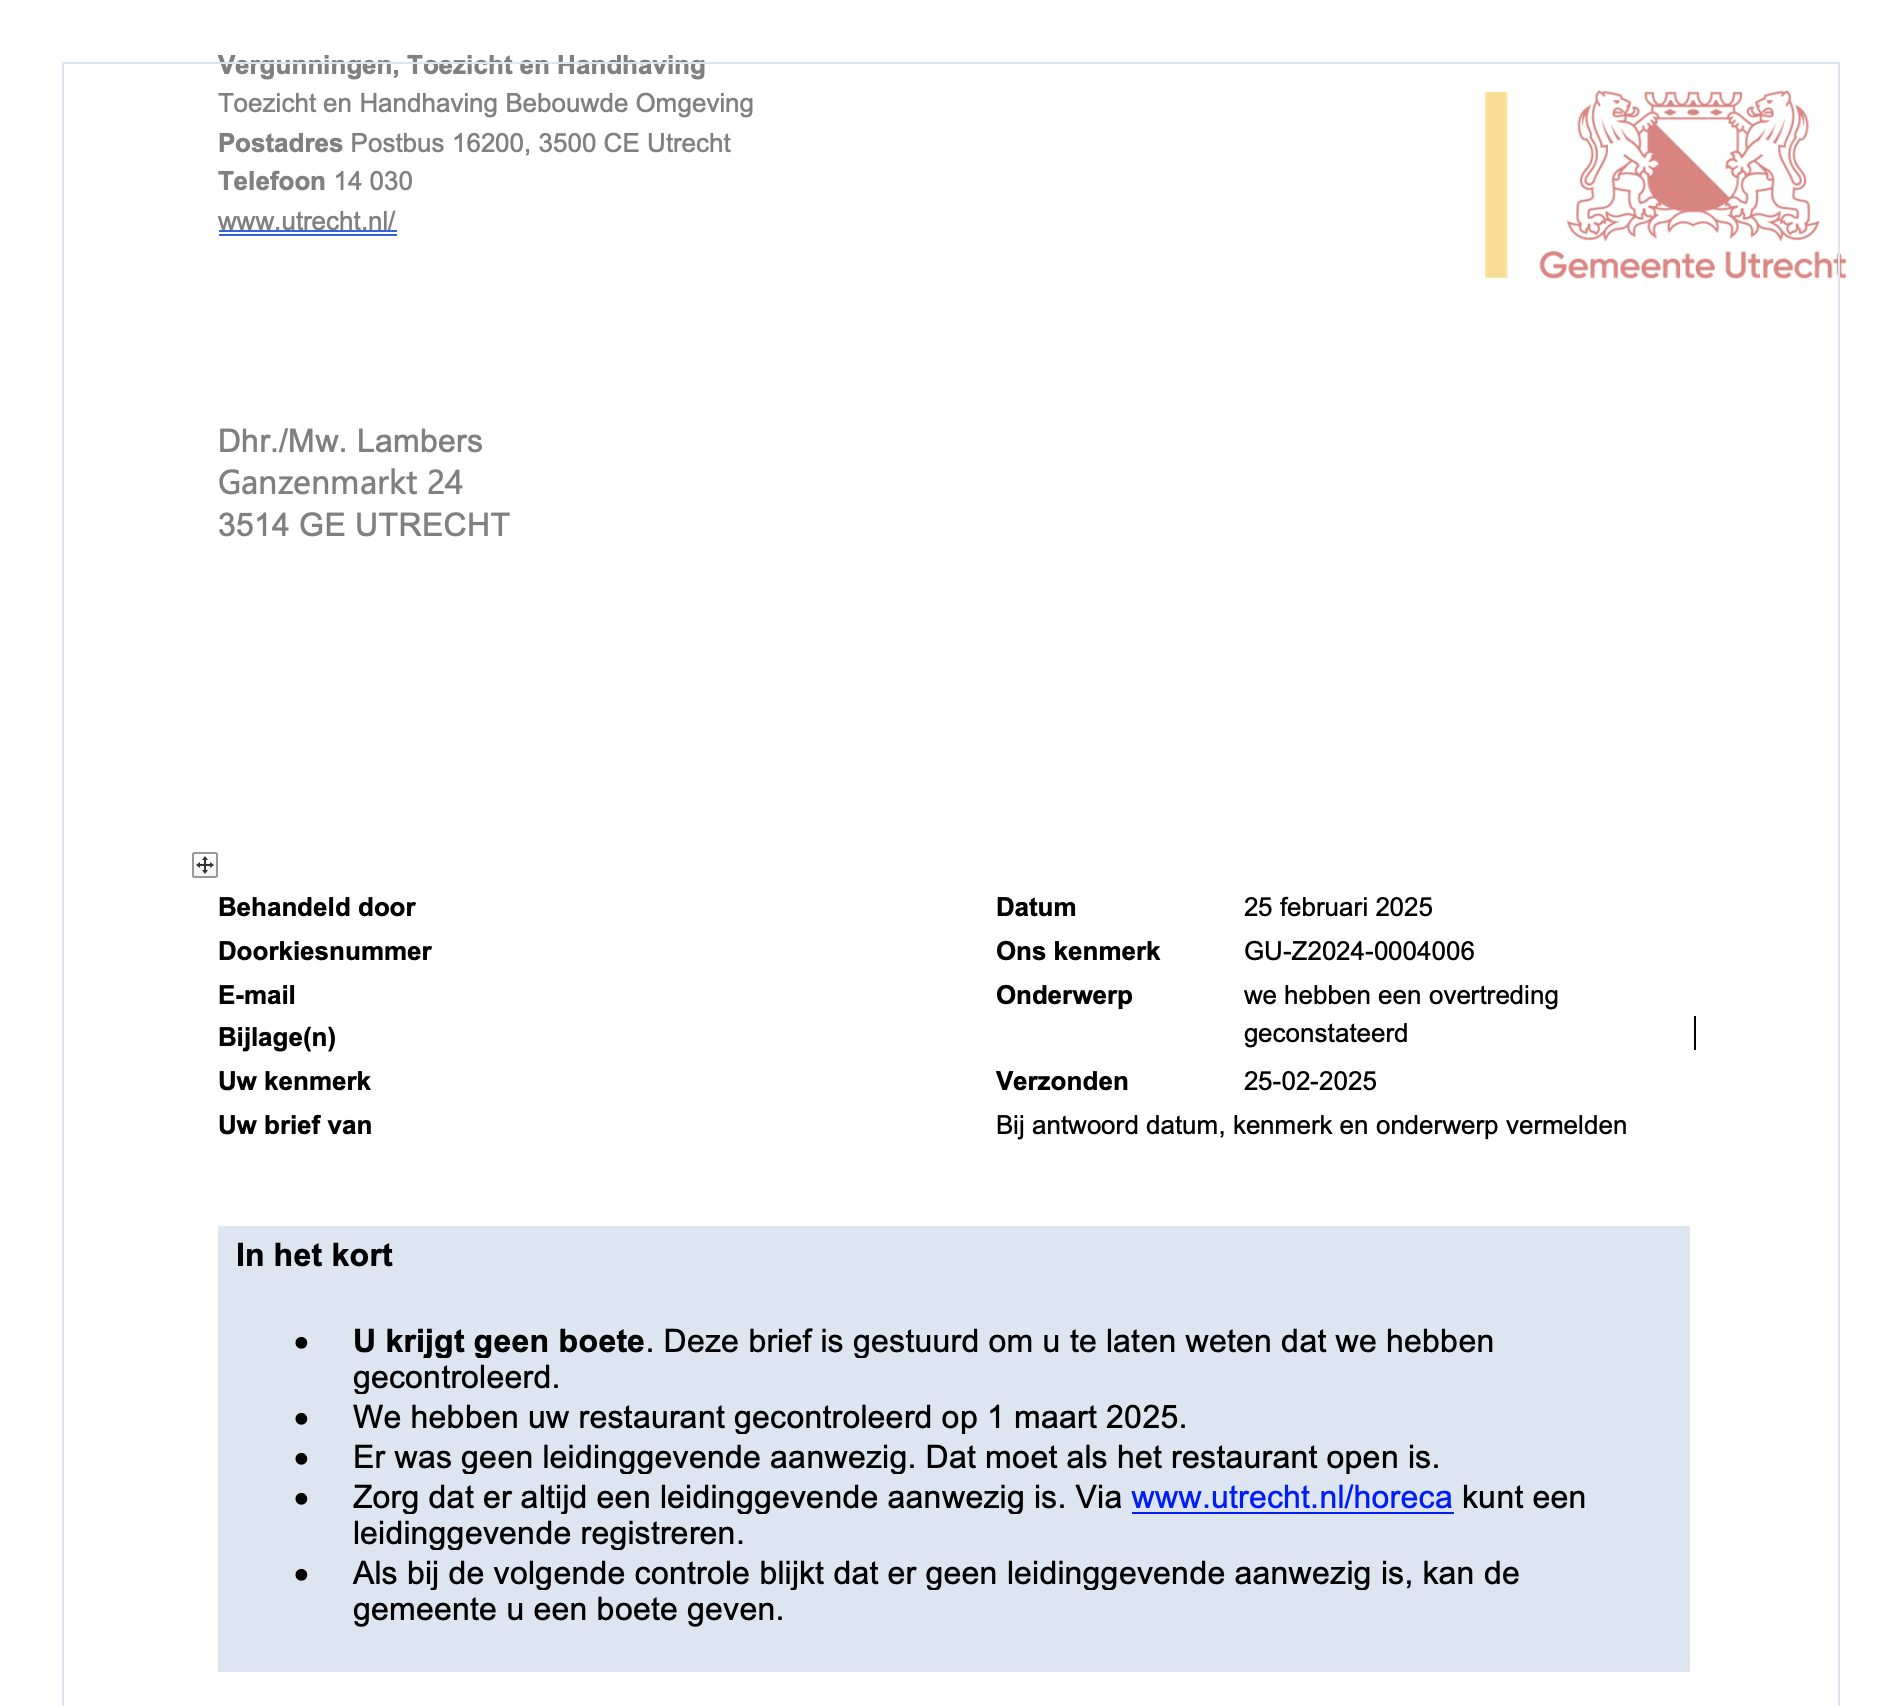 Vergunningen, Toezicht en Handhaving
Toezicht en Handhaving Bebouwde Omgeving
Postadres Postbus 16200, 3500 CE Utrecht
Telefoon 14 030
www.utrecht.nl/
Gemeente Utrecht
Dhr./Mw. Lambers
Ganzenmarkt 24
3514 GE UTRECHT
Behandeld door
Doorkiesnummer
E-mail
Bijlage(n)
Uw kenmerk
Uw brief van
Datum 25 februari 2025
Ons kenmerk GU-Z2024-0004006
Onderwerp we hebben een overtreding
geconstateerd
Verzonden 25-02-2025
Bij antwoord datum, kenmerk en onderwerp vermelden
In het kort
• U krijgt geen boete. Deze brief is gestuurd om u te laten weten dat we hebben
gecontroleerd.
• We hebben uw restaurant gecontroleerd op 1 maart 2025.
• Er was geen leidinggevende aanwezig. Dat moet als het restaurant open is.
• Zorg dat er altijd een leidinggevende aanwezig is. Via www.utrecht.nl/horeca kunt een
leidinggevende registreren.
• Als bij de volgende controle blijkt dat er geen leidinggevende aanwezig is, kan de
gemeente u een boete geven.